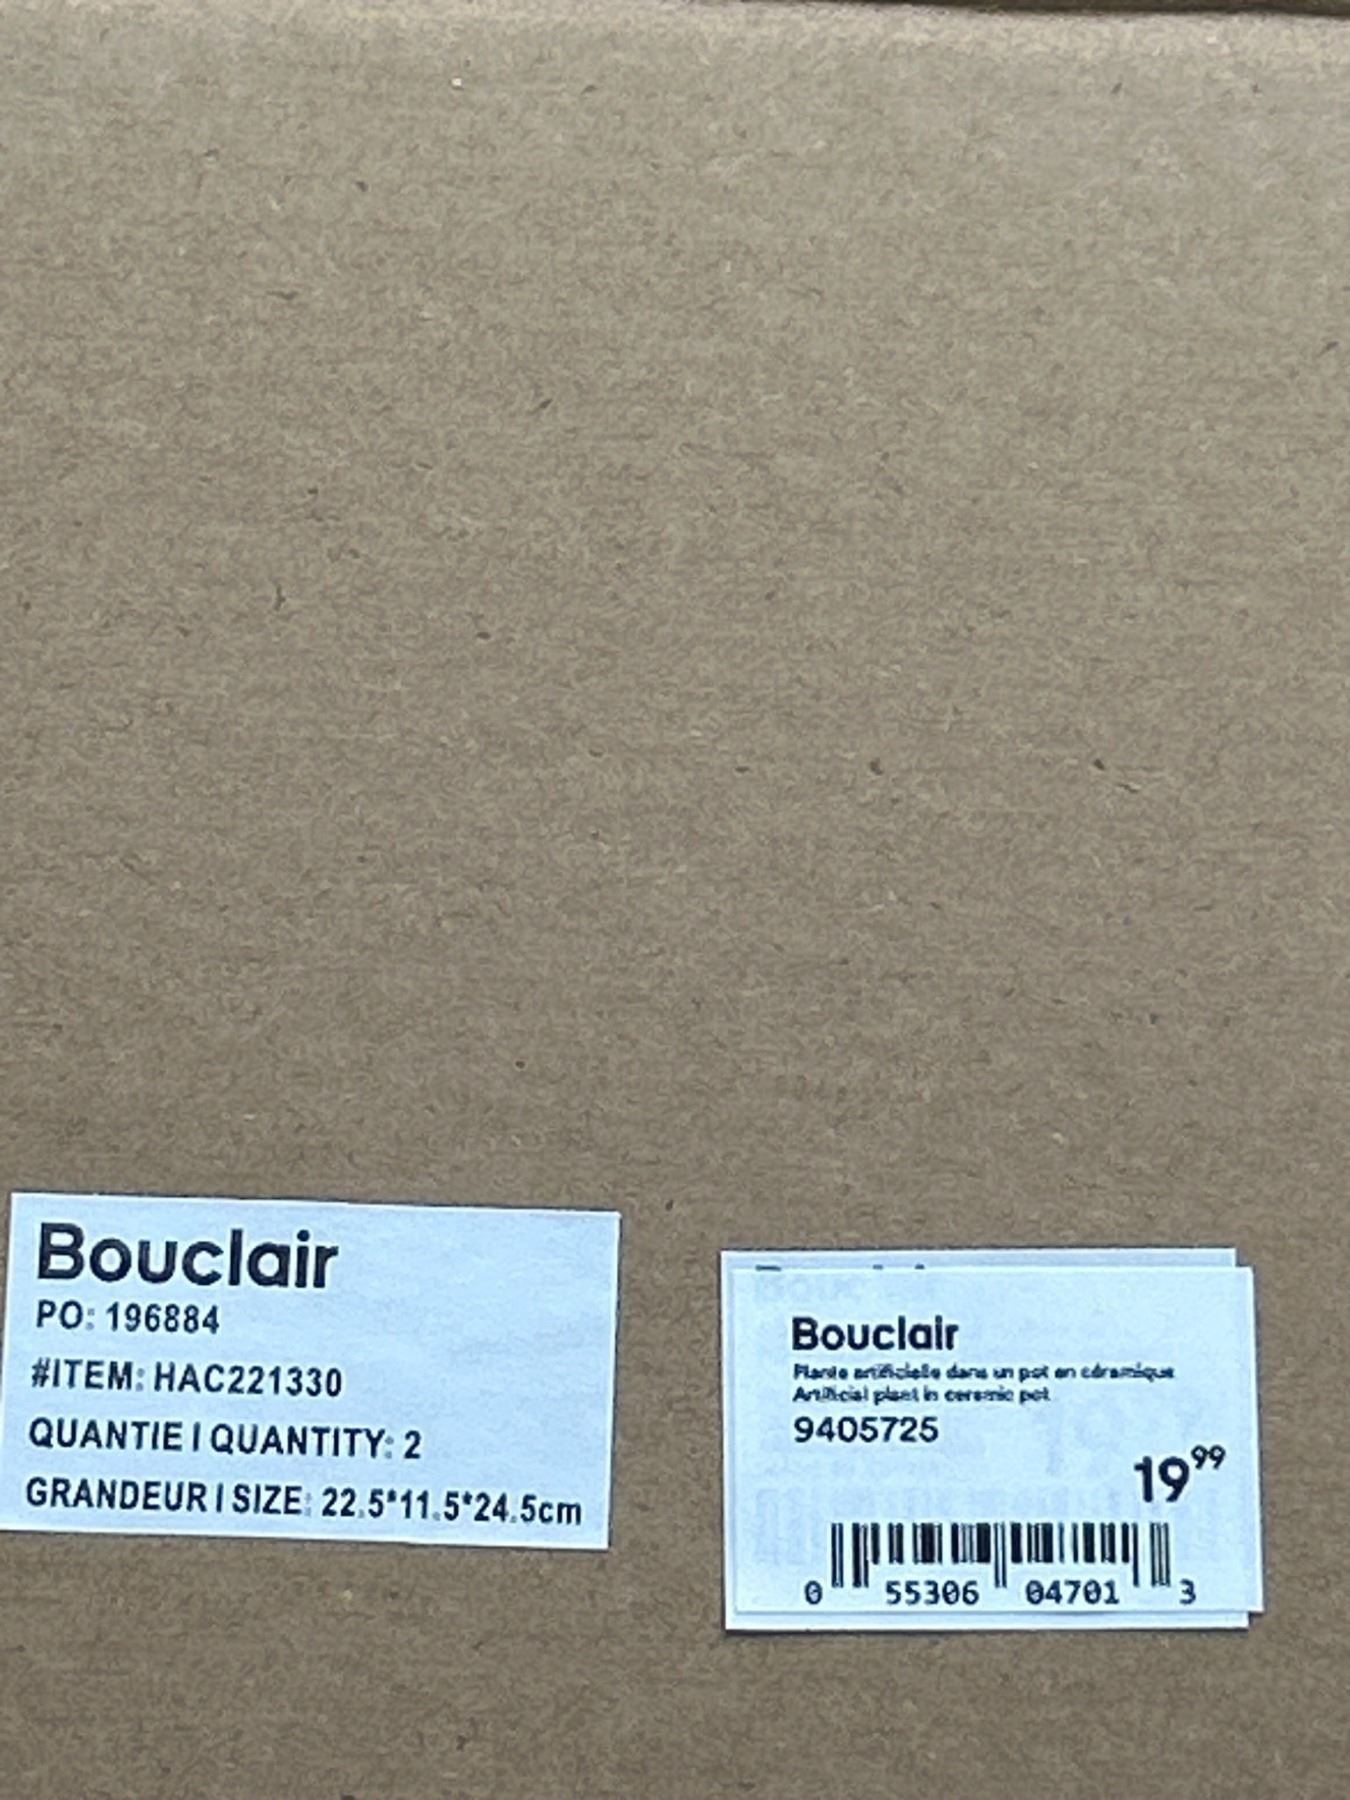 Bouclair
PO: 196884
#ITEM: HAC221330
QUANTIE | QUANTITY: 2
GRANDEUR | SIZE: 22.5*11.5*24.5cm
Bouclair
Plante artificielle dans un pot en céramique
Artificial plant in ceramic pot
9405725
19.99
0 55306 04701 3